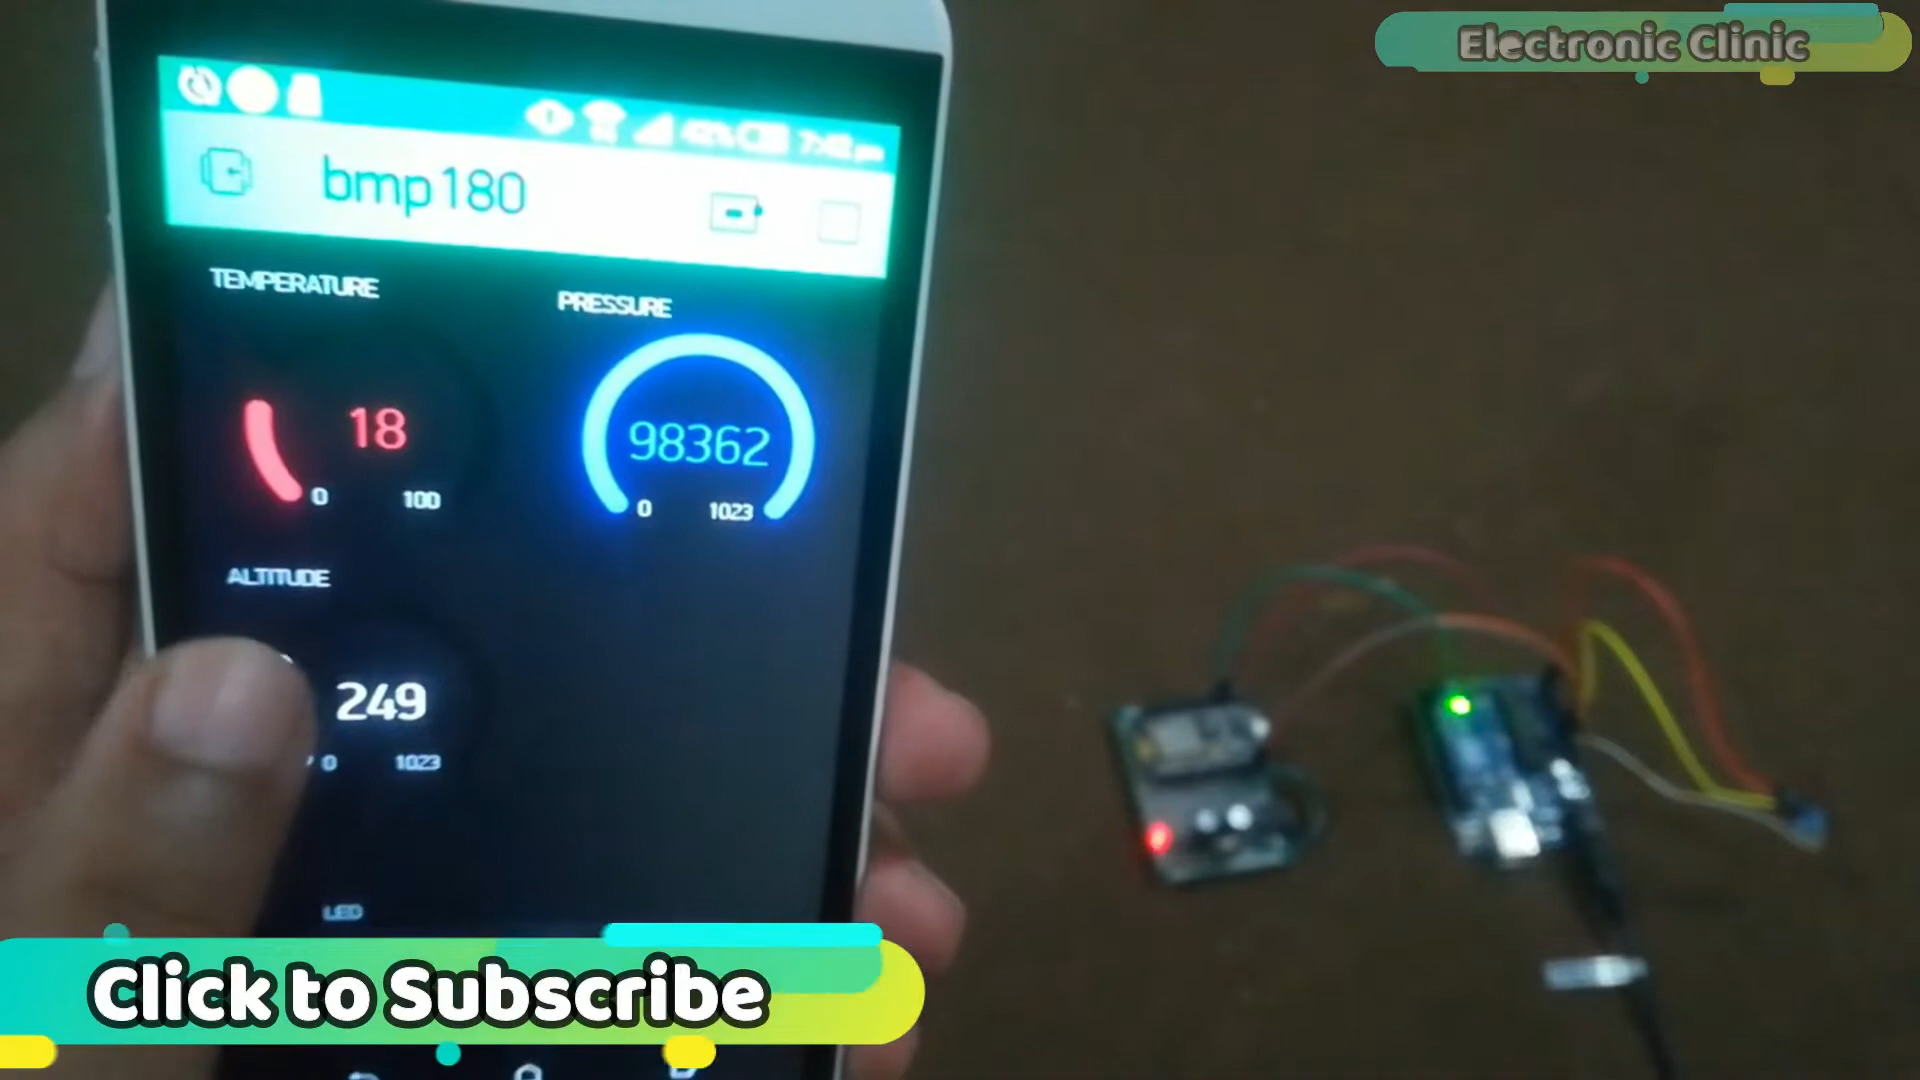 Electronic Clinic
bmp180
TEMPERATURE
PRESSURE
18
98362
0 100
0 1023
ALTITUDE
249
0 1023
LED
Click to Subscribe